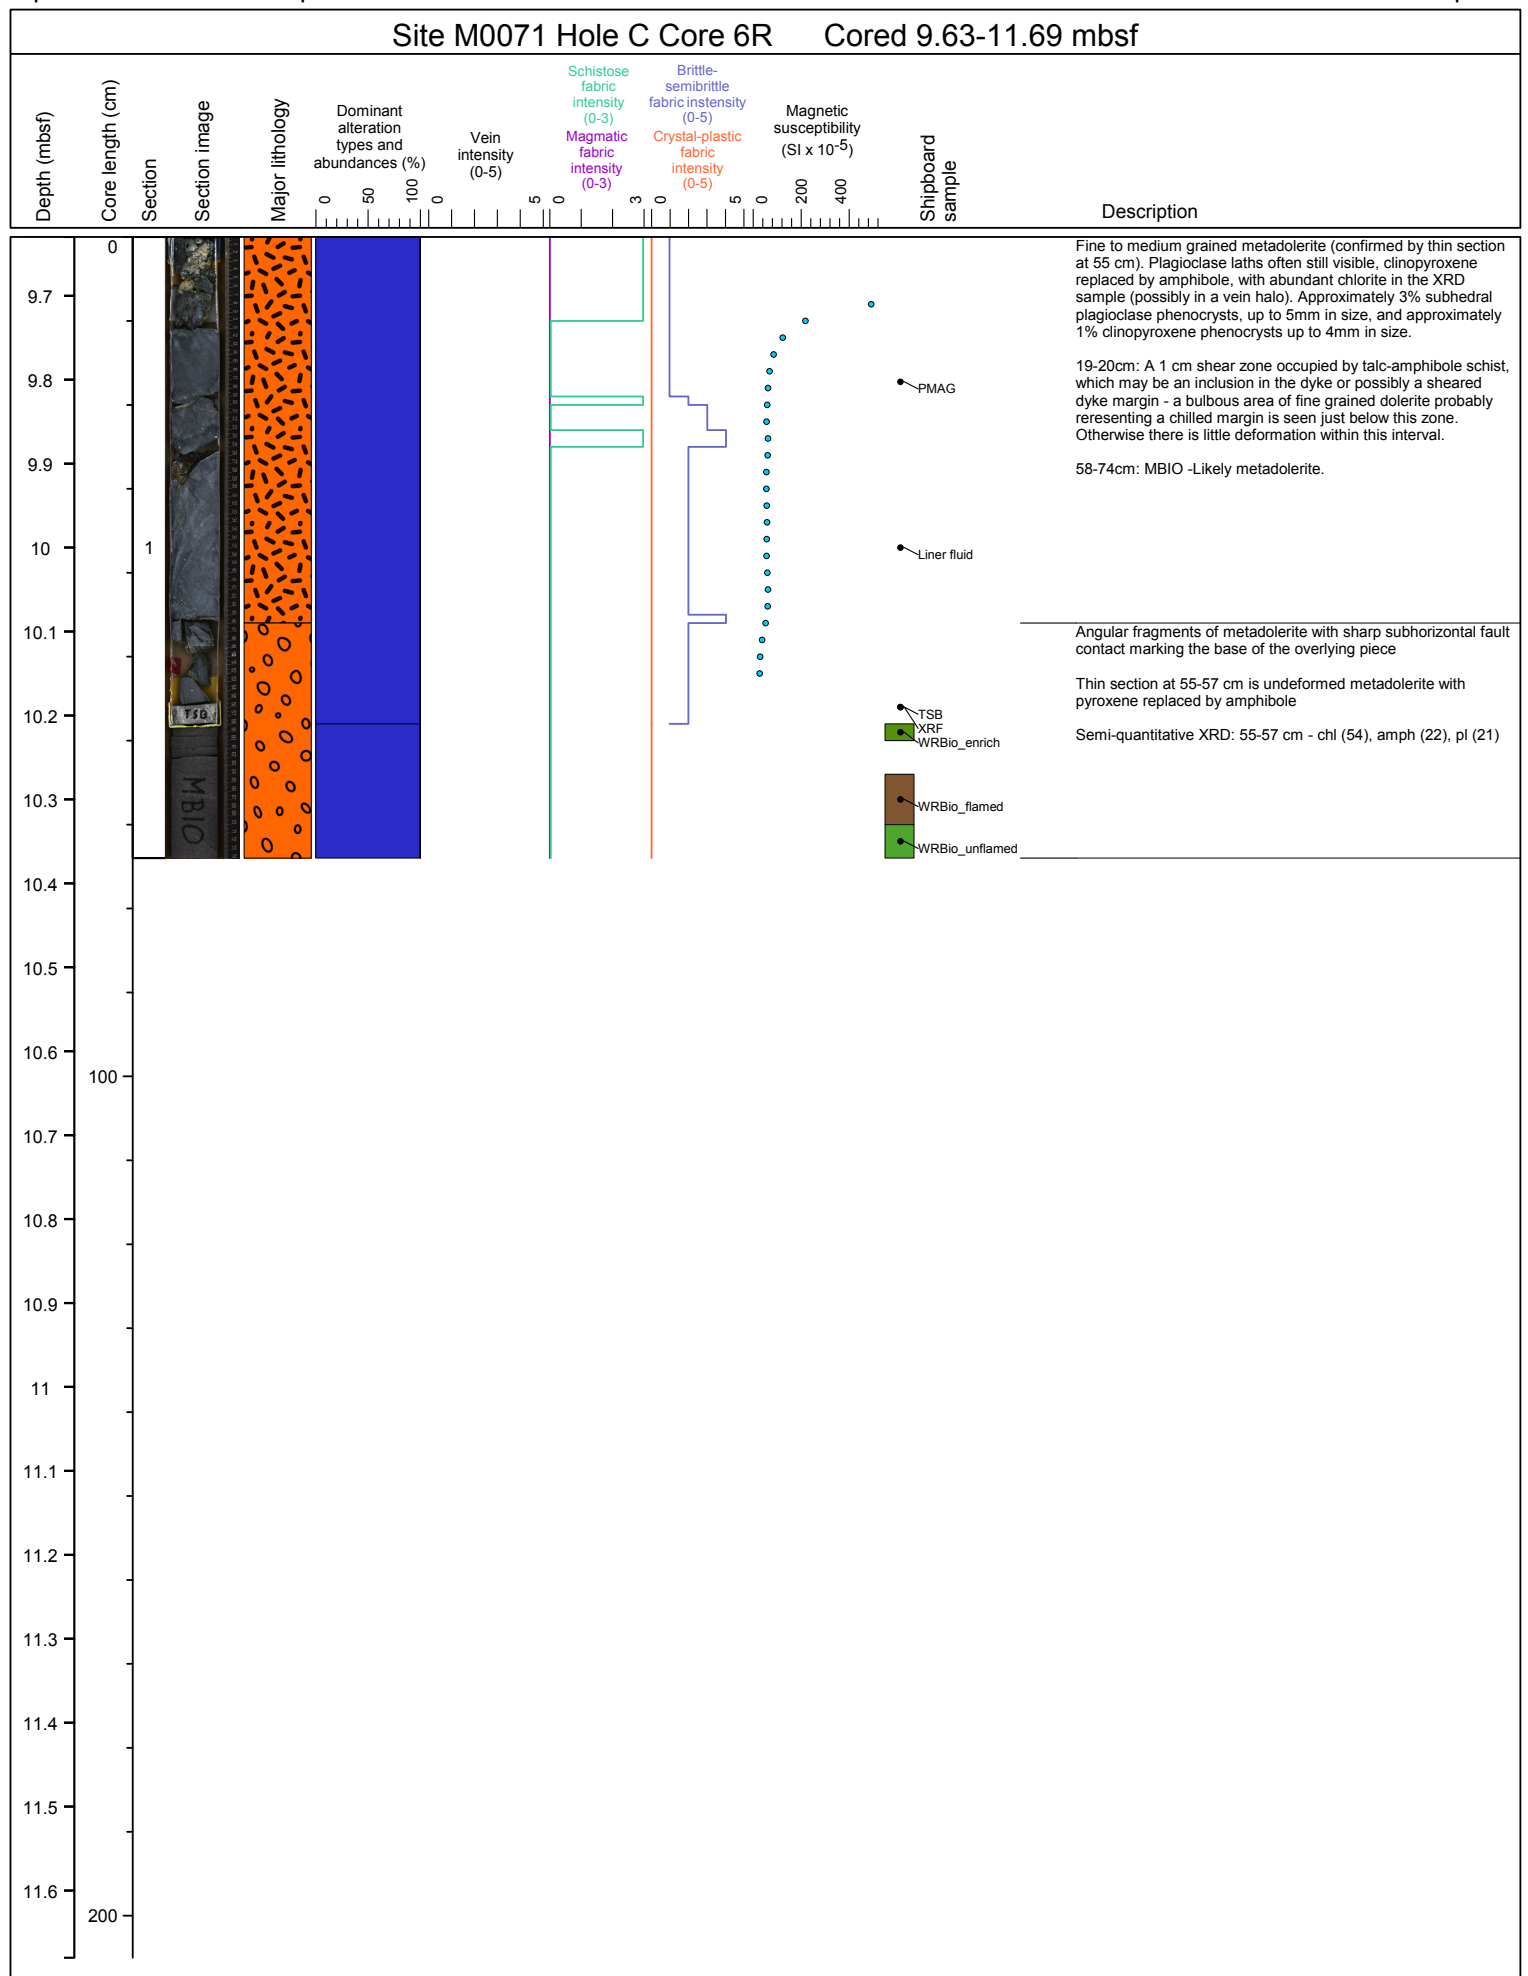 Site M0071 Hole C Core 6R Cored 9.63-11.69 mbsf
Depth (mbsf)
Core length (cm)
Section
Section image
Major lithology
Dominant
alteration
types and
abundances (%)
0 50 100
Vein
intensity
(0-5)
0 5
Schistose
fabric
intensity
(0-3)
Magmatic
fabric
intensity
(0-3)
0 3
Brittle-
semibrittle
fabric instensity
(0-5)
Crystal-plastic
fabric
intensity
(0-5)
0 5
Magnetic
susceptibility
(SI x 10-5)
0 200 400
Shipboard
sample
Description
0
9.7
9.8
9.9
10
10.1
10.2
10.3
10.4
10.5
10.6
10.7
10.8
10.9
11
11.1
11.2
11.3
11.4
11.5
11.6
100
200
1
TSB
MBIO
PMAG
Liner fluid
TSB
XRF
WRBio_enrich
WRBio_flamed
WRBio_unflamed
Fine to medium grained metadolerite (confirmed by thin section
at 55 cm). Plagioclase laths often still visible, clinopyroxene
replaced by amphibole, with abundant chlorite in the XRD
sample (possibly in a vein halo). Approximately 3% subhedral
plagioclase phenocrysts, up to 5mm in size, and approximately
1% clinopyroxene phenocrysts up to 4mm in size.
19-20cm: A 1 cm shear zone occupied by talc-amphibole schist,
which may be an inclusion in the dyke or possibly a sheared
dyke margin - a bulbous area of fine grained dolerite probably
reresenting a chilled margin is seen just below this zone.
Otherwise there is little deformation within this interval.
58-74cm: MBIO -Likely metadolerite.
Angular fragments of metadolerite with sharp subhorizontal fault
contact marking the base of the overlying piece
Thin section at 55-57 cm is undeformed metadolerite with
pyroxene replaced by amphibole
Semi-quantitative XRD: 55-57 cm - chl (54), amph (22), pl (21)